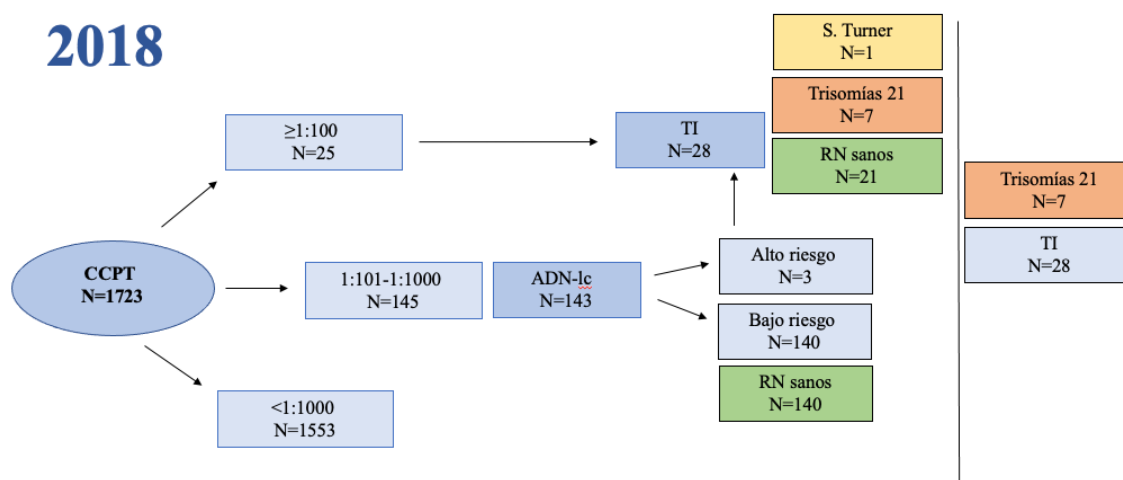 2018
S. Turner
N=1
Trisomías 21
N=7
RN sanos
N=21
≥1:100
N=25
TI
N=28
Trisomías 21
N=7
TI
N=28
CCPT
N=1723
1:101-1:1000
N=145
ADN-lc
N=143
Alto riesgo
N=3
Bajo riesgo
N=140
RN sanos
N=140
<1:1000
N=1553